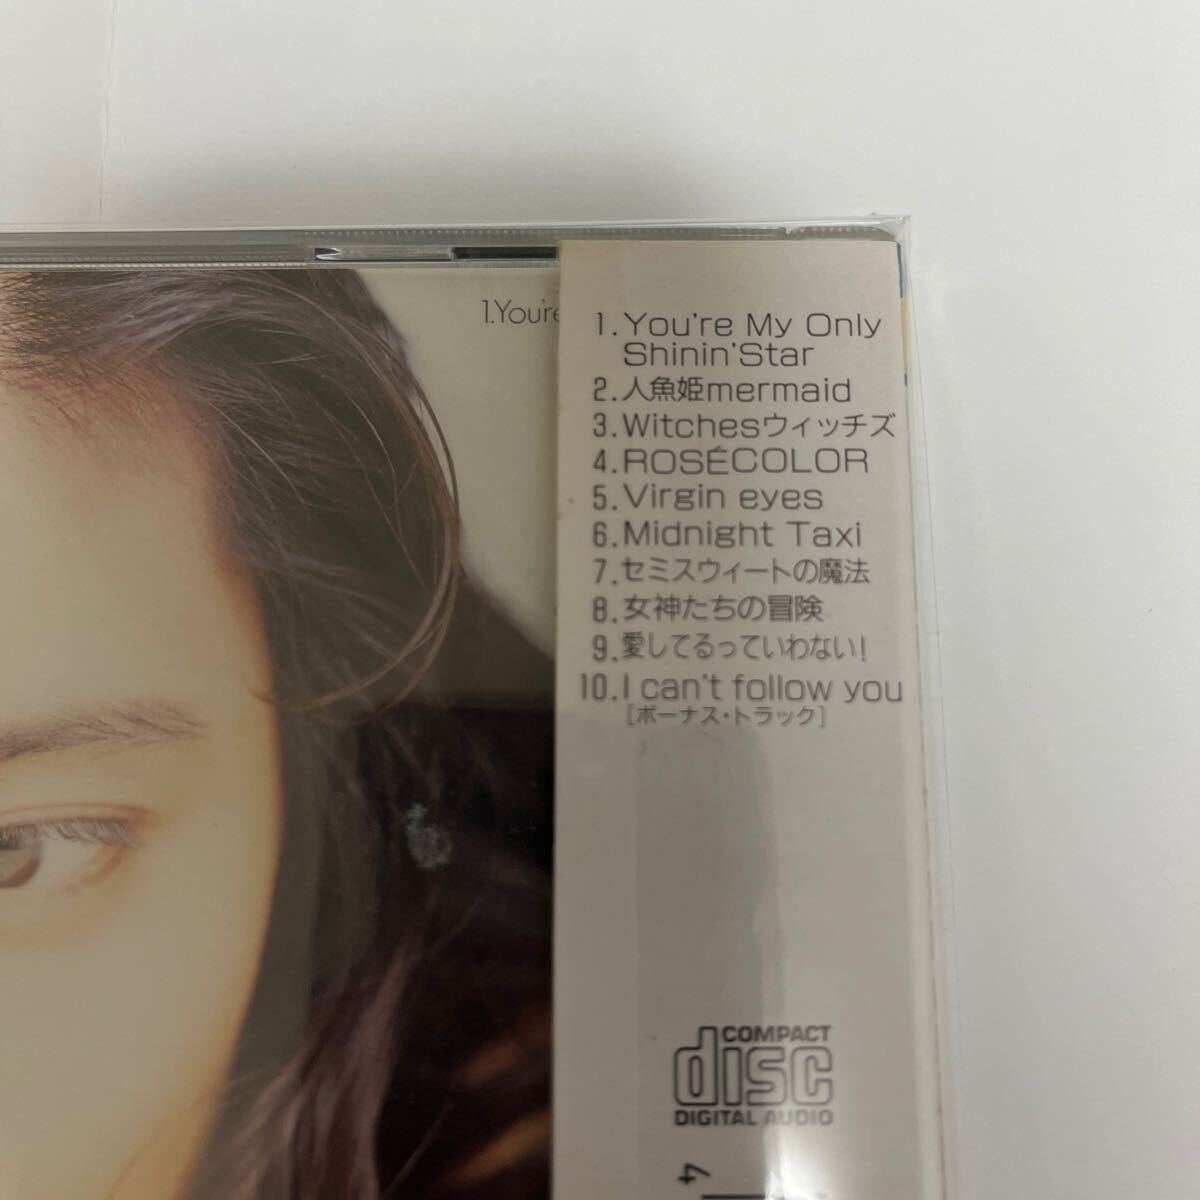 1.You're
1.You're My Only
Shinin'Star
2.人魚姫mermaid
3.Witchesウィッチズ
4.ROSÉCOLOR
5.Virgin eyes
6.Midnight Taxi
7.セミスウィートの魔法
8.女神たちの冒険
9.愛してるっていわない!
10.I can't follow you
[ボーナス・トラック]
COMPACT
disc
DIGITAL AUDIO
4